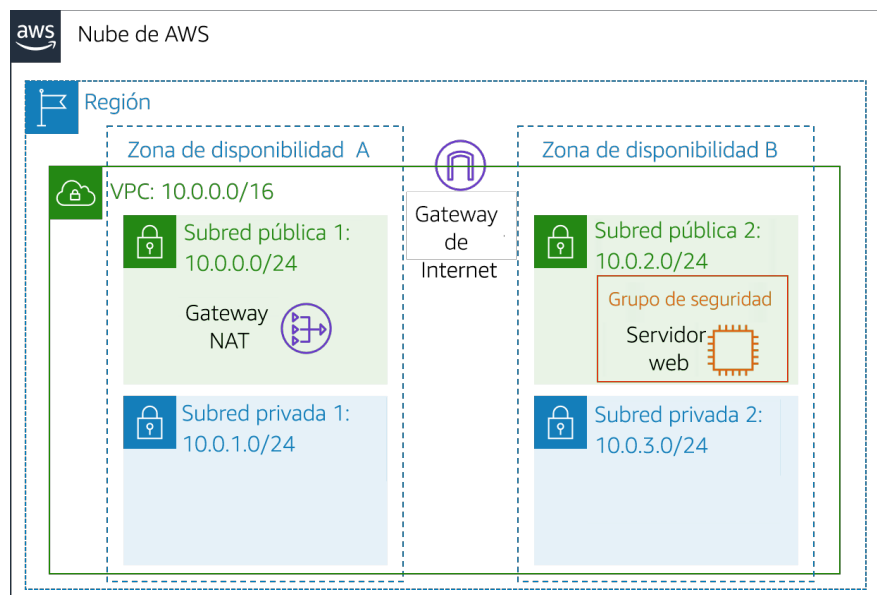 aws
Nube de AWS
Región
Zona de disponibilidad A
Zona de disponibilidad B
VPC: 10.0.0.0/16
Gateway
de
Internet
Subred pública 1:
10.0.0.0/24
Gateway
NAT
Subred pública 2:
10.0.2.0/24
Grupo de seguridad
Servidor
web
Subred privada 1:
10.0.1.0/24
Subred privada 2:
10.0.3.0/24